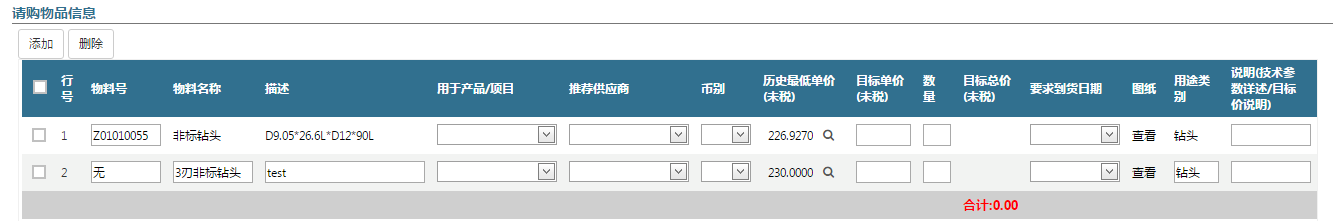 请购物品信息
添加 删除
行号 物料号 物料名称 描述 用于产品/项目 推荐供应商 币别 历史最低单价(未税) 目标单价(未税) 数量 目标总价(未税) 要求到货日期 图纸 用途类别 说明(技术参数详述/目标价说明)
1 Z01010055 非标钻头 D9.05*26.6L*D12*90L 226.9270 查看 钻头
2 无 3刃非标钻头 test 230.0000 查看 钻头
合计:0.00